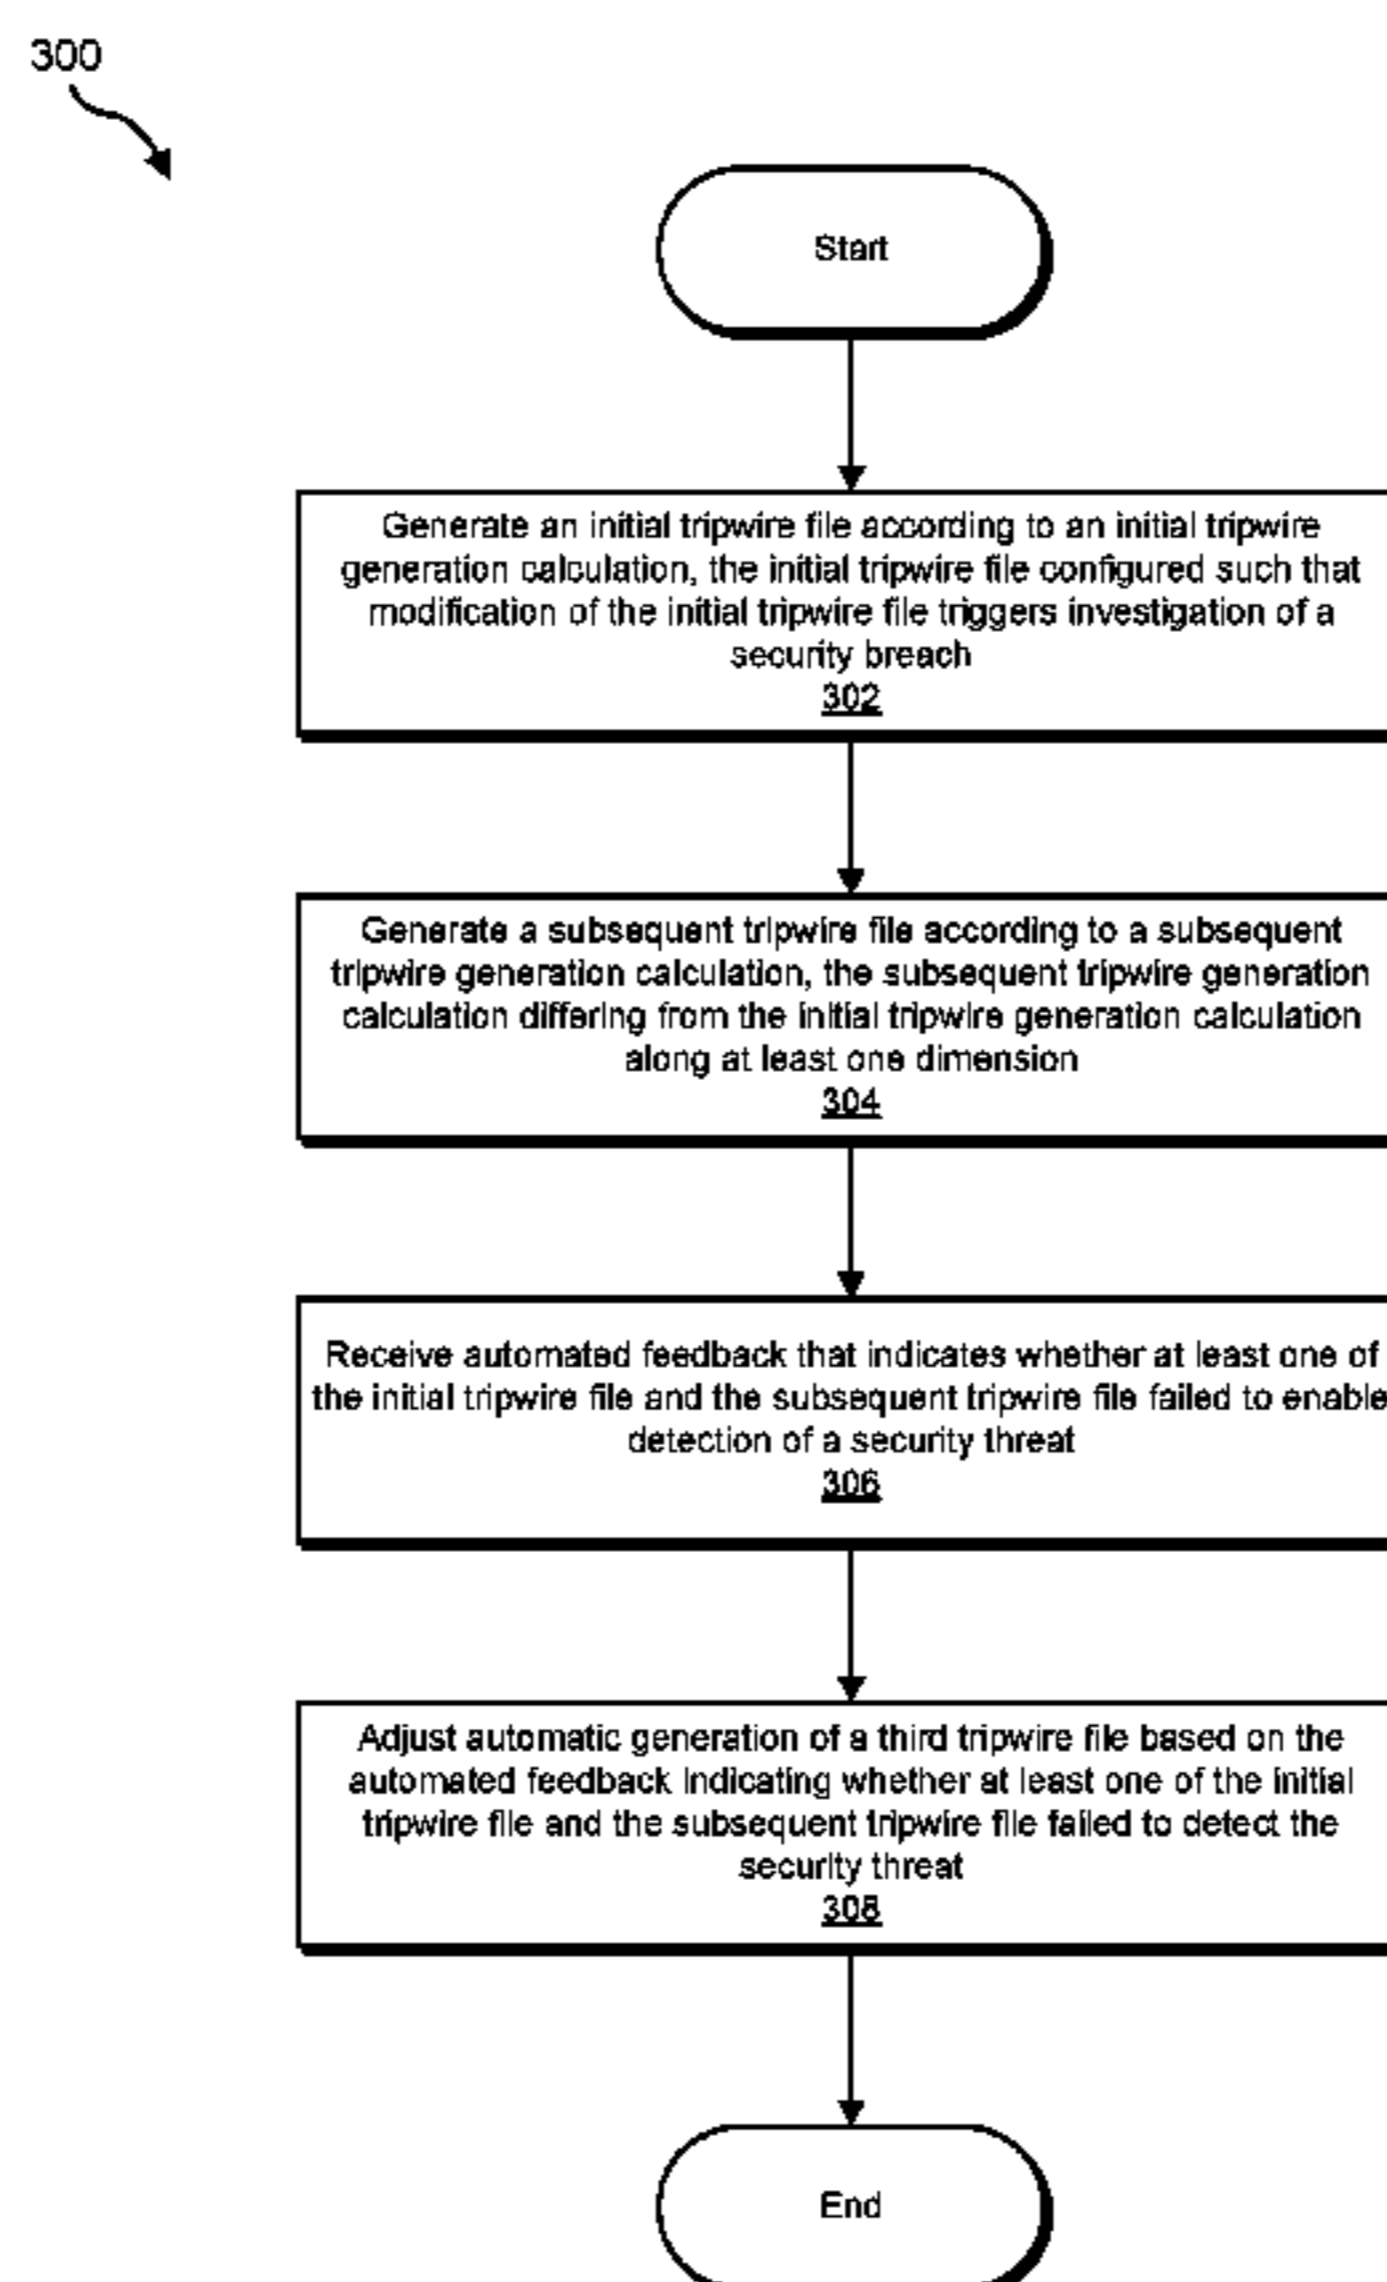 300
Start
Generate an initial tripwire file according to an initial tripwire
generation calculation, the initial tripwire file configured such that
modification of the initial tripwire file triggers investigation of a
security breach
302
Generate a subsequent tripwire file according to a subsequent
tripwire generation calculation, the subsequent tripwire generation
calculation differing from the initial tripwire generation calculation
along at least one dimension
304
Receive automated feedback that indicates whether at least one of
the initial tripwire file and the subsequent tripwire file failed to enable
detection of a security threat
306
Adjust automatic generation of a third tripwire file based on the
automated feedback indicating whether at least one of the initial
tripwire file and the subsequent tripwire file failed to detect the
security threat
308
End